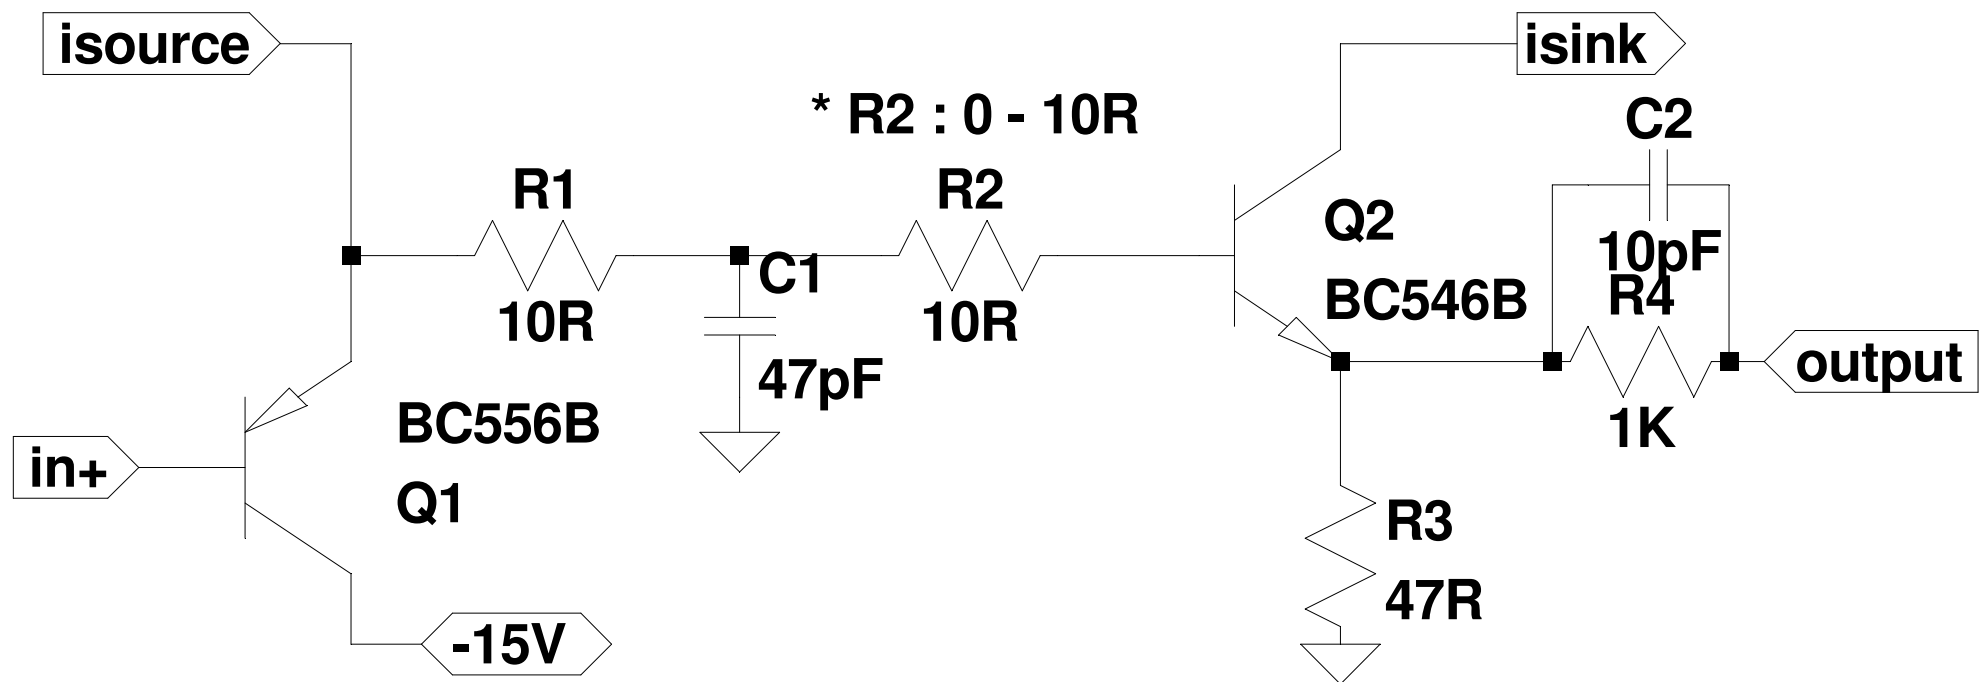 isource
isink
* R2 : 0 - 10R
C2
R1
R2
Q2
10pF
C1
BC546B
R4
10R
10R
output
47pF
BC556B
1K
in+
Q1
R3
47R
-15V